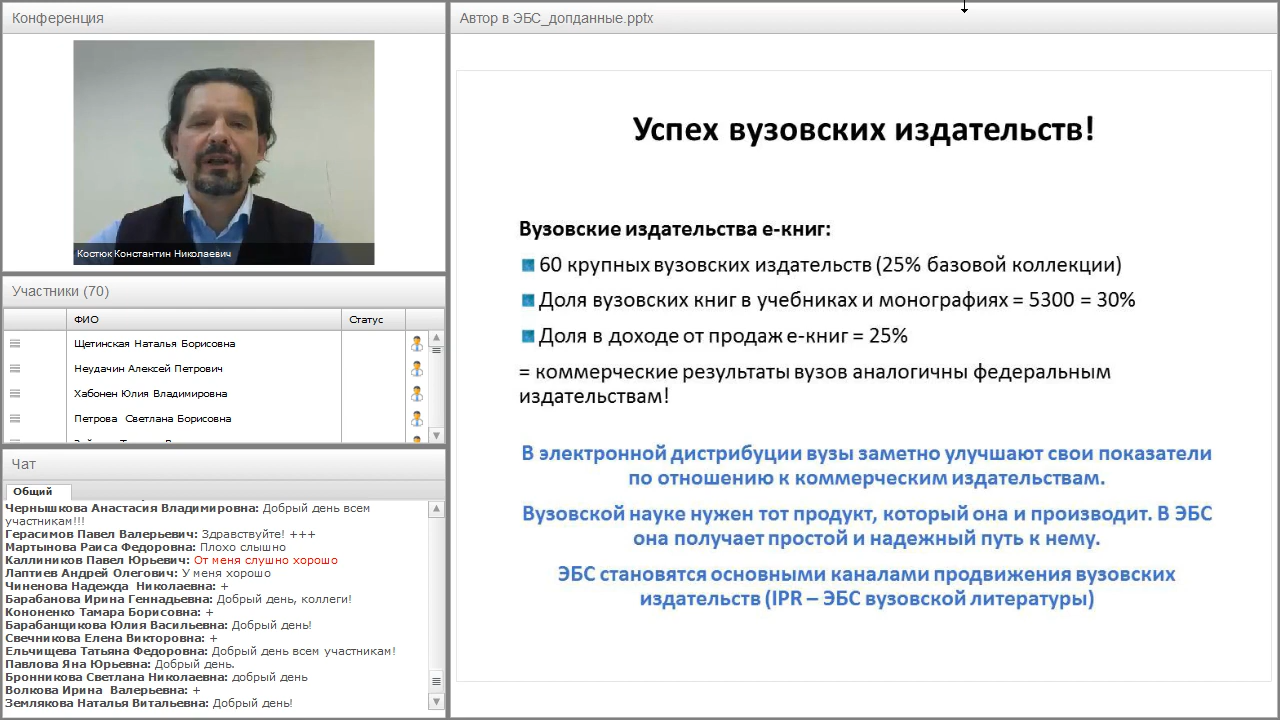 Конференция
Костюк Константин Николаевич
Участники (70)
ФИО
Статус
Щетинская Наталья Борисовна
Неудачин Алексей Петрович
Хабонен Юлия Владимировна
Петрова Светлана Борисовна
Чат
Общий
Чернышкова Анастасия Владимировна: Добрый день всем
участникам!!!
Герасимов Павел Валерьевич: Здравствуйте! +++
Мартынова Раиса Федоровна: Плохо слышно
Каллиников Павел Юрьевич: От меня слушно хорошо
Лаптиев Андрей Олегович: У меня хорошо
Чиненова Надежда Николаевна: +
Барабанова Ирина Геннадьевна: Добрый день, коллеги!
Кононенко Тамара Борисовна: +
Барабанщикова Юлия Васильевна: Добрый день!
Свечникова Елена Викторовна: +
Ельчищева Татьяна Федоровна: Добрый день всем участникам!
Павлова Яна Юрьевна: Добрый день.
Бронникова Светлана Николаевна: добрый день
Волкова Ирина Валерьевна: +
Землякова Наталья Витальевна: Добрый день!
Автор в ЭБС_допданные.pptx
Успех вузовских издательств!
Вузовские издательства е-книг:
60 крупных вузовских издательств (25% базовой коллекции)
Доля вузовских книг в учебниках и монографиях = 5300 = 30%
Доля в доходе от продаж е-книг = 25%
= коммерческие результаты вузов аналогичны федеральным
издательствам!
В электронной дистрибуции вузы заметно улучшают свои показатели
по отношению к коммерческим издательствам.
Вузовской науке нужен тот продукт, который она и производит. В ЭБС
она получает простой и надежный путь к нему.
ЭБС становятся основными каналами продвижения вузовских
издательств (IPR – ЭБС вузовской литературы)